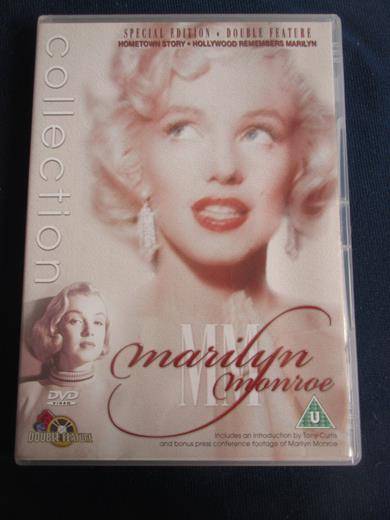 SPECIAL EDITION • DOUBLE FEATURE
HOMETOWN STORY • HOLLYWOOD REMEMBERS MARILYN
collection
MM
marilyn
monroe
DVD
VIDEO
DOUBLE FEATURE
U
Includes an introduction by Tony Curtis
and bonus press conference footage of Marilyn Monroe